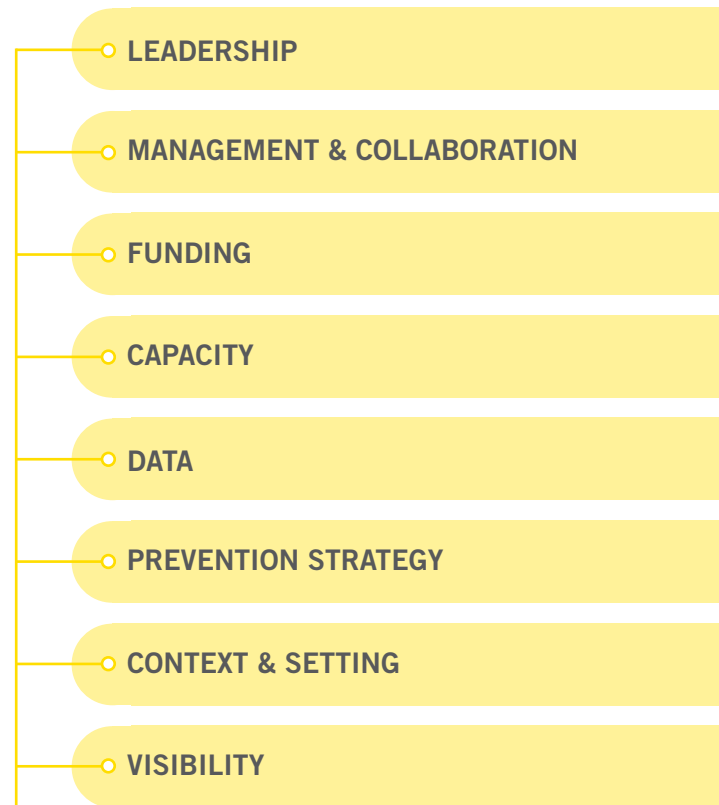 LEADERSHIP
MANAGEMENT & COLLABORATION
FUNDING
CAPACITY
DATA
PREVENTION STRATEGY
CONTEXT & SETTING
VISIBILITY